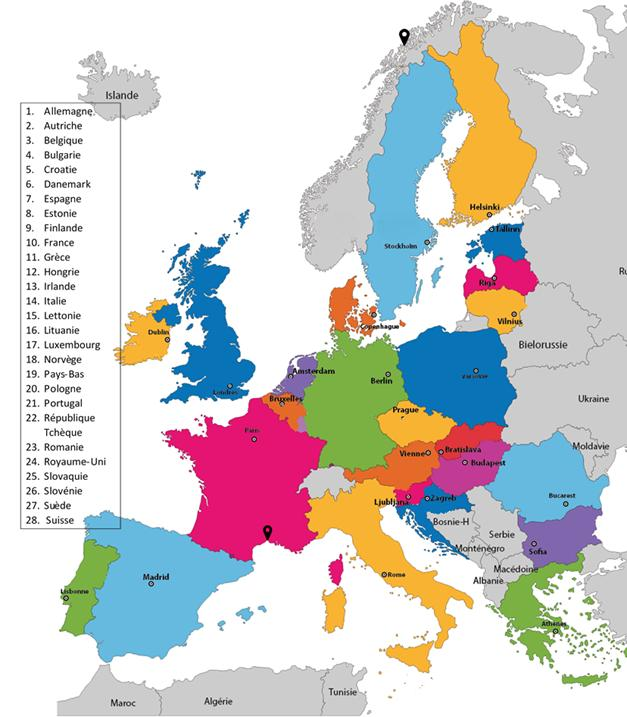 Islande
1. Allemagne
2. Autriche
3. Belgique
4. Bulgarie
5. Croatie
6. Danemark
7. Espagne
8. Estonie
9. Finlande
10. France
11. Grèce
12. Hongrie
13. Irlande
14. Italie
15. Lettonie
16. Lituanie
17. Luxembourg
18. Norvège
19. Pays-Bas
20. Pologne
21. Portugal
22. République
Tchèque
23. Romanie
24. Royaume-Uni
25. Slovaquie
26. Slovénie
27. Suède
28. Suisse
Helsinki
Tallinn
Stockholm
Riga
Vilnius
Copenhague
Dublin
Bielorussie
Amsterdam
Berlin
Londres
Bruxelles
Ukraine
Prague
Paris
Moldavie
Vienne
Bratislava
Budapest
Ljubljana
Zagreb
Bucarest
Bosnie-H
Serbie
Monténégro
Sofia
Macédoine
Albanie
Madrid
Rome
Lisbonne
Athènes
Maroc
Algérie
Tunisie